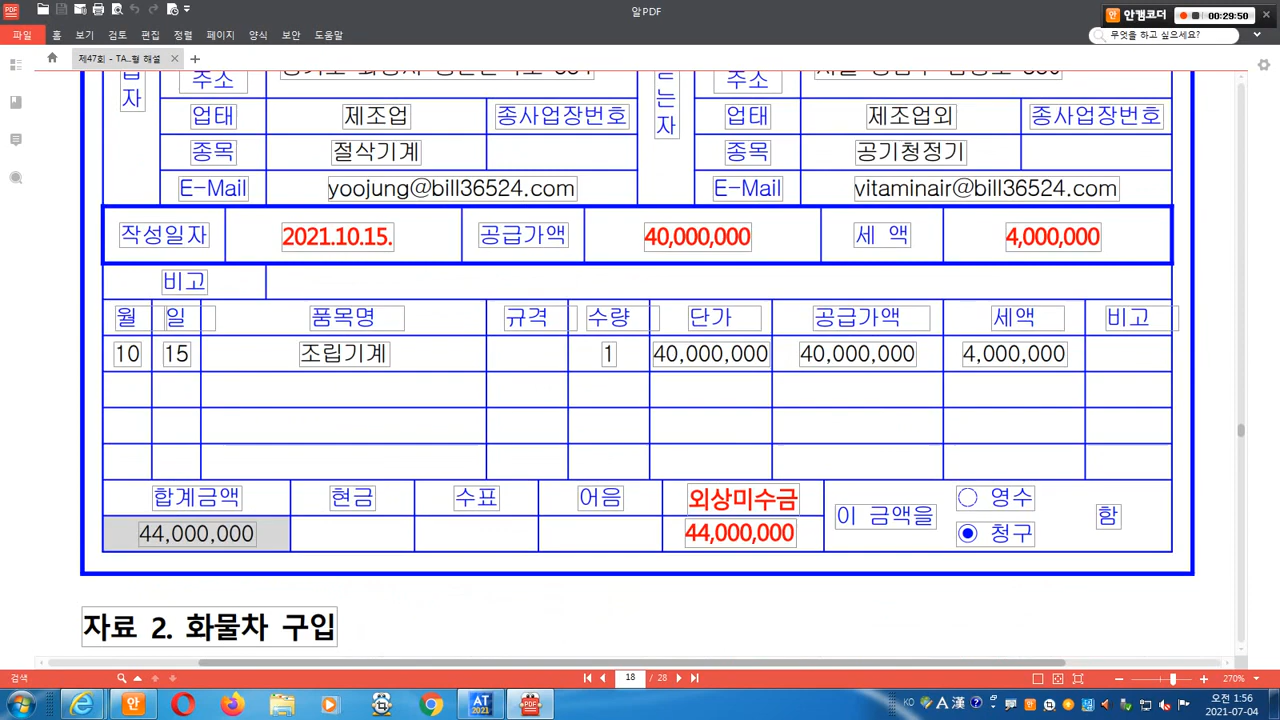 알PDF
안캠코더 00:29:50
파일 홈 보기 검토 편집 정렬 페이지 양식 보안 도움말
무엇을 하고 싶으세요?
제47회 - TA...형 해설
자 주소 는 자 주소
업태 제조업 종사업장번호 업태 제조업외 종사업장번호
종목 절삭기계 종목 공기청정기
E-Mail yoojung@bill36524.com E-Mail vitaminair@bill36524.com
작성일자 2021.10.15. 공급가액 40,000,000 세 액 4,000,000
비고
월 일 품목명 규격 수량 단가 공급가액 세액 비고
10 15 조립기계 1 40,000,000 40,000,000 4,000,000
합계금액 현금 수표 어음 외상미수금 이 금액을 영수 함
44,000,000 44,000,000 청구
자료 2. 화물차 구입
검색 18 / 28 270%
안 AT 2021 PDF KO A 漢 오전 1:56
2021-07-04